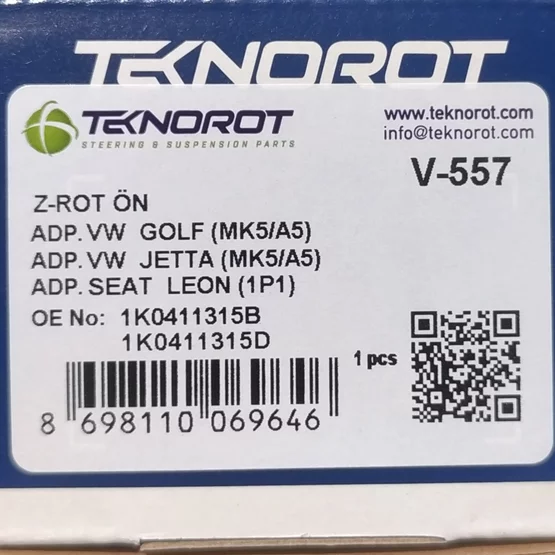 TEKNOROT
TEKNOROT
STEERING & SUSPENSION PARTS
www.teknorot.com
info@teknorot.com
V-557
Z-ROT ÖN
ADP. VW GOLF (MK5/A5)
ADP. VW JETTA (MK5/A5)
ADP. SEAT LEON (1P1)
OE No: 1K0411315B
1K0411315D
1 pcs
8 698110 069646